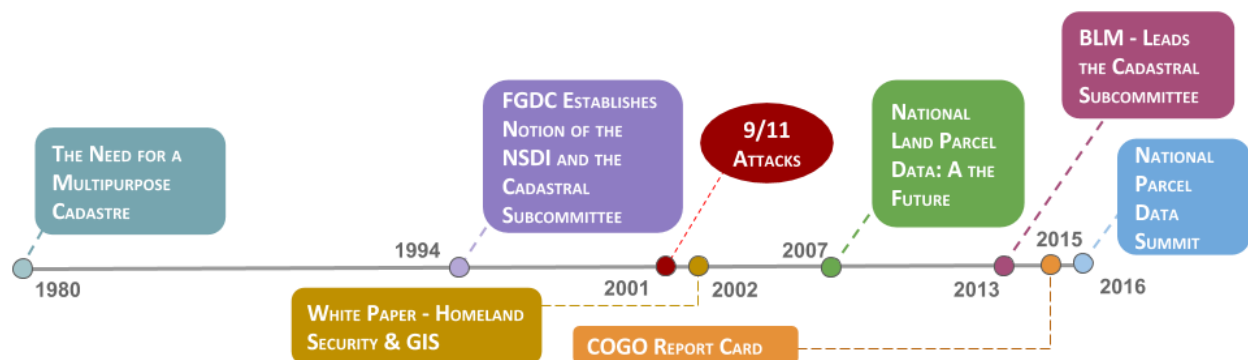 The Need for a
Multipurpose
Cadastre
1980
1994
FGDC Establishes
Notion of the
NSDI and the
Cadastral
Subcommittee
9/11
Attacks
2001
White Paper - Homeland
Security & GIS
2002
2007
National
Land Parcel
Data: A the
Future
BLM - Leads
the Cadastral
Subcommittee
2013
COGO Report Card
2015
National
Parcel
Data
Summit
2016